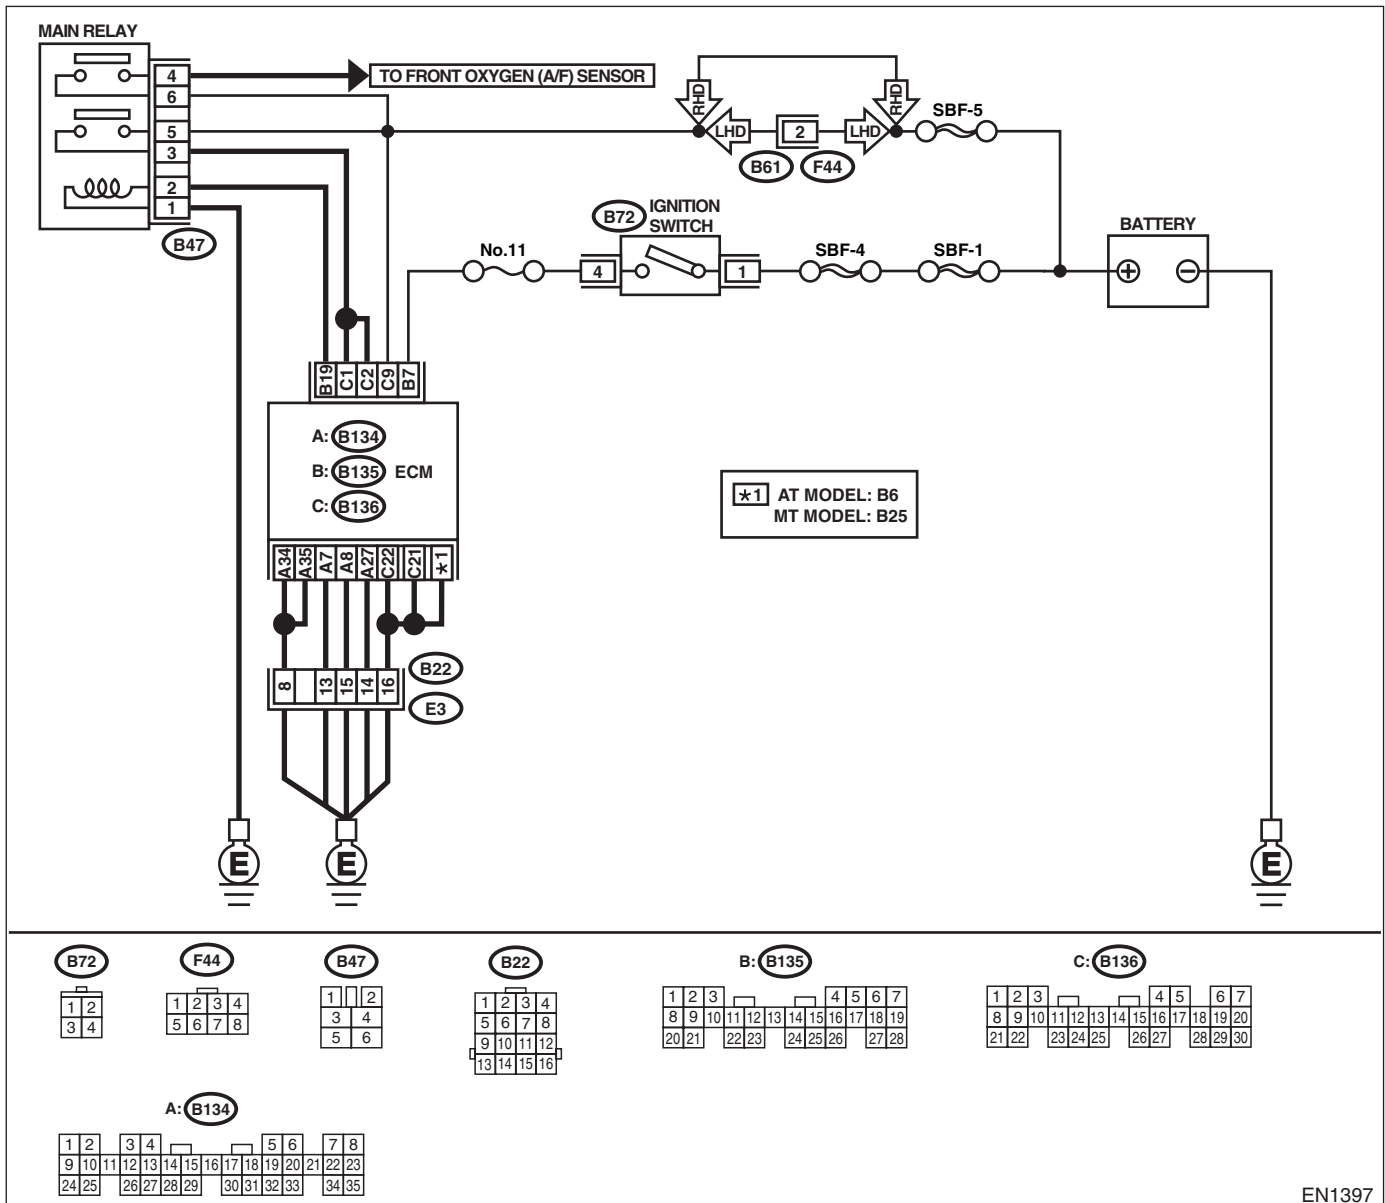 MAIN RELAY
4
TO FRONT OXYGEN (A/F) SENSOR
6
5
3
2
1
B47
RHD
RHD
LHD
2
LHD
SBF-5
B61
F44
B72
IGNITION
SWITCH
No.11
4
1
SBF-4
SBF-1
BATTERY
+
−
B19
C1
C2
C9
B7
A: B134
B: B135 ECM
C: B136
*1 AT MODEL: B6
MT MODEL: B25
A34
A35
A7
A8
A27
C22
C21
*1
B22
8
13
15
14
16
E3
E
E
E
B72
1 2
3 4
F44
1 2 3 4
5 6 7 8
B47
1 2
3 4
5 6
B22
1 2 3 4
5 6 7 8
9 10 11 12
13 14 15 16
B: B135
1 2 3 4 5 6 7
8 9 10 11 12 13 14 15 16 17 18 19
20 21 22 23 24 25 26 27 28
C: B136
1 2 3 4 5 6 7
8 9 10 11 12 13 14 15 16 17 18 19 20
21 22 23 24 25 26 27 28 29 30
A: B134
1 2 3 4 5 6 7 8
9 10 11 12 13 14 15 16 17 18 19 20 21 22 23
24 25 26 27 28 29 30 31 32 33 34 35
EN1397